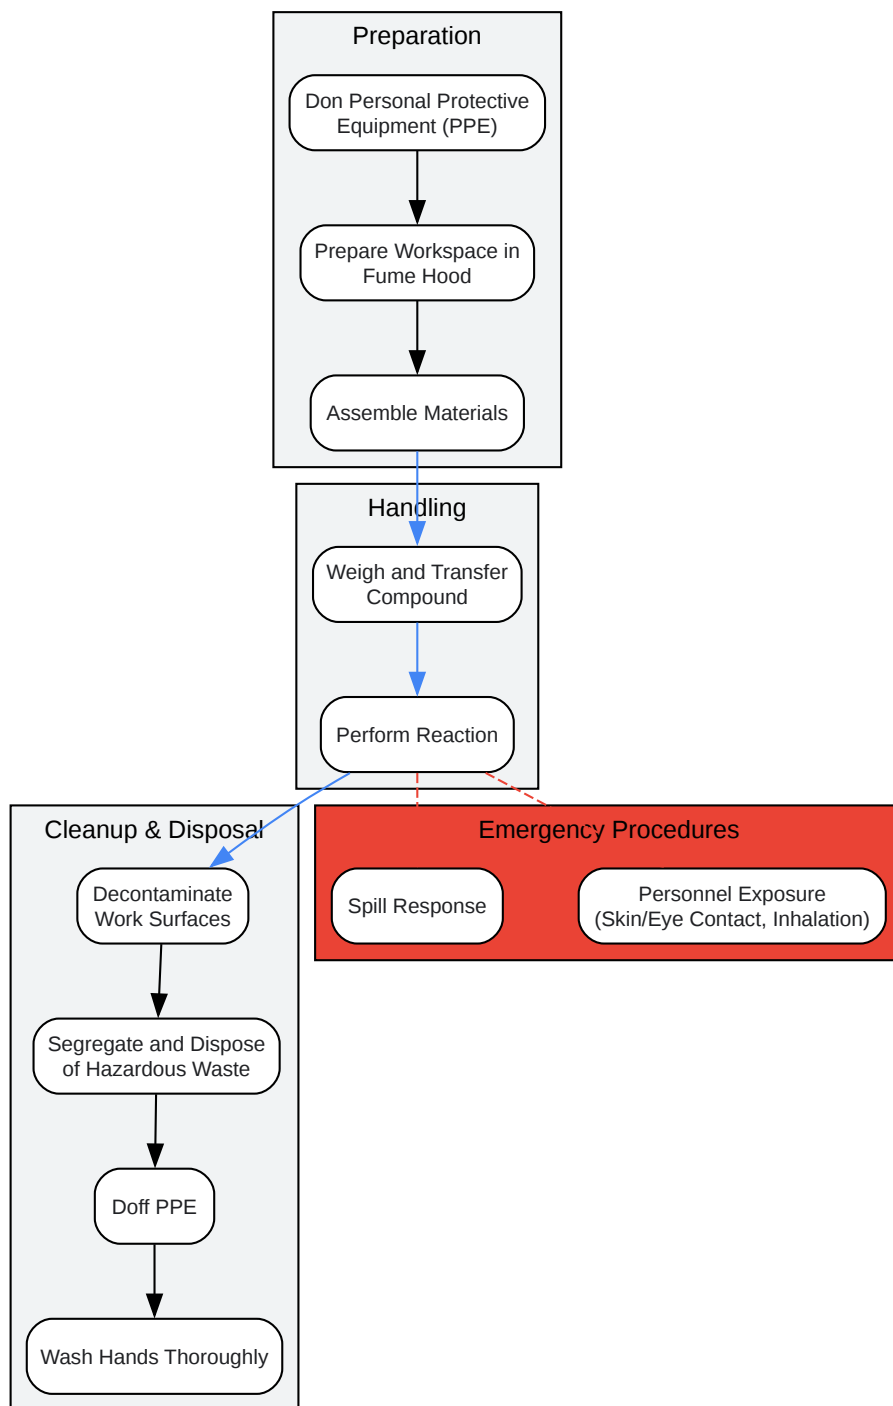 Preparation
Don Personal Protective
Equipment (PPE)
Prepare Workspace in
Fume Hood
Assemble Materials
Handling
Weigh and Transfer
Compound
Perform Reaction
Cleanup & Disposal
Decontaminate
Work Surfaces
Segregate and Dispose
of Hazardous Waste
Doff PPE
Wash Hands Thoroughly
Emergency Procedures
Spill Response
Personnel Exposure
(Skin/Eye Contact, Inhalation)